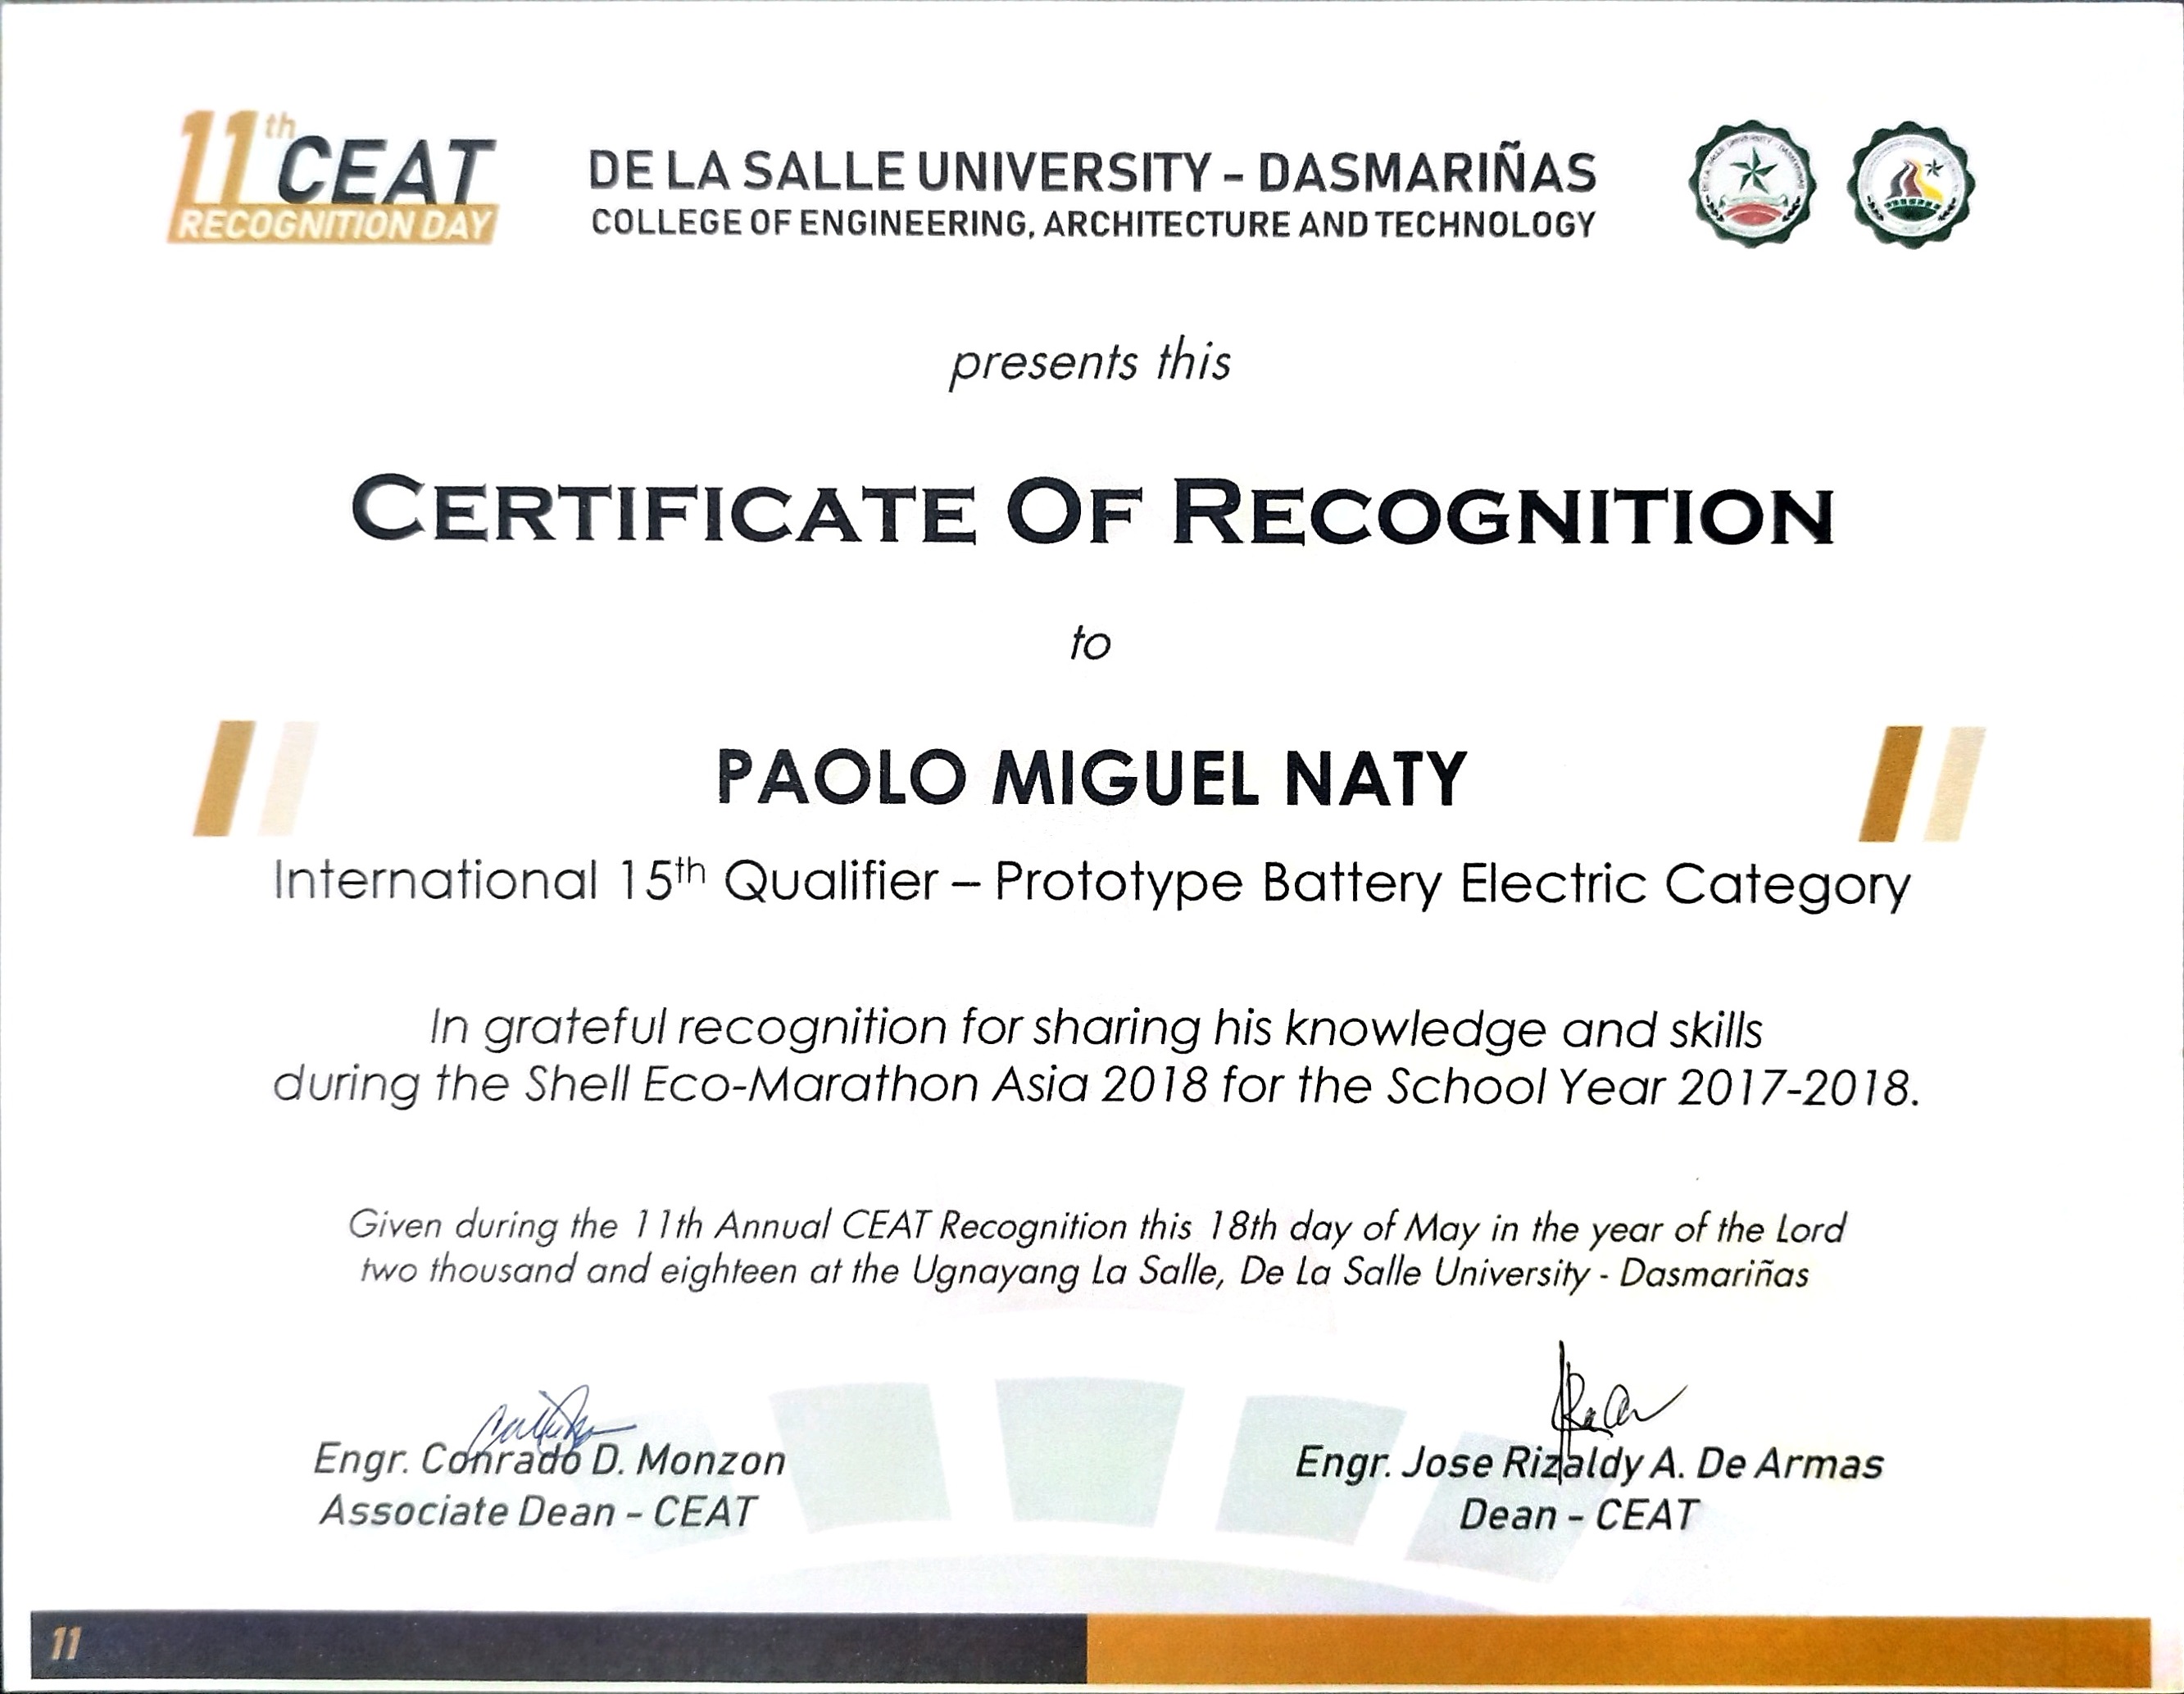 11th CEAT
RECOGNITION DAY
DE LA SALLE UNIVERSITY - DASMARIÑAS
COLLEGE OF ENGINEERING, ARCHITECTURE AND TECHNOLOGY
presents this
CERTIFICATE OF RECOGNITION
to
PAOLO MIGUEL NATY
International 15th Qualifier – Prototype Battery Electric Category
In grateful recognition for sharing his knowledge and skills
during the Shell Eco-Marathon Asia 2018 for the School Year 2017-2018.
Given during the 11th Annual CEAT Recognition this 18th day of May in the year of the Lord
two thousand and eighteen at the Ugnayang La Salle, De La Salle University - Dasmariñas
Engr. Conrado D. Monzon
Associate Dean - CEAT
Engr. Jose Rizaldy A. De Armas
Dean - CEAT
11